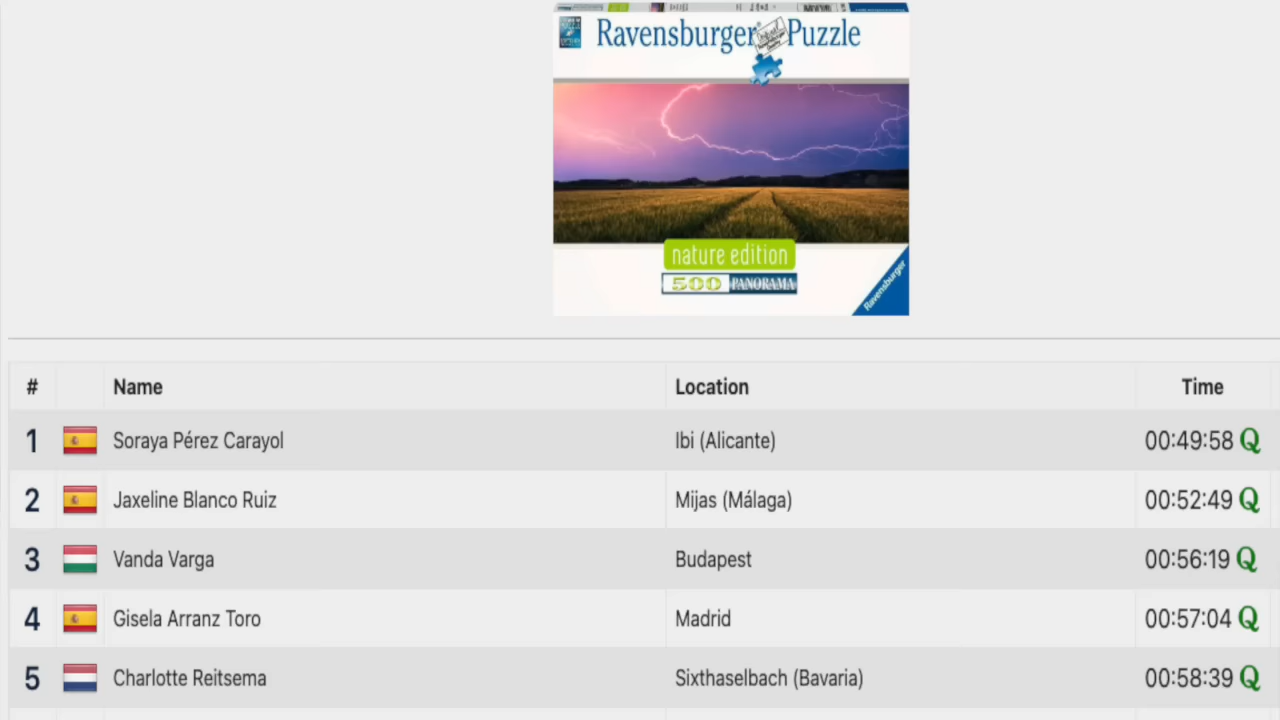 Ravensburger Puzzle
nature edition
500 PANORAMA
Ravensburger
# Name Location Time
1 Soraya Pérez Carayol Ibi (Alicante) 00:49:58 Q
2 Jaxeline Blanco Ruiz Mijas (Málaga) 00:52:49 Q
3 Vanda Varga Budapest 00:56:19 Q
4 Gisela Arranz Toro Madrid 00:57:04 Q
5 Charlotte Reitsema Sixthaselbach (Bavaria) 00:58:39 Q